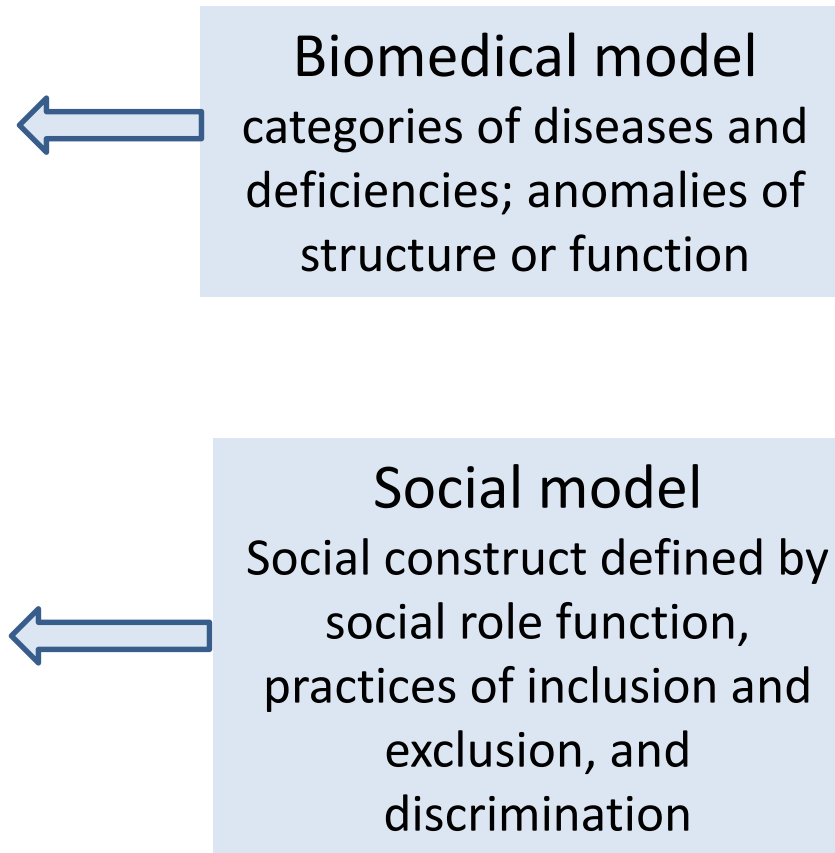 Biomedical model
categories of diseases and
deficiencies; anomalies of
structure or function
Social model
Social construct defined by
social role function,
practices of inclusion and
exclusion, and
discrimination